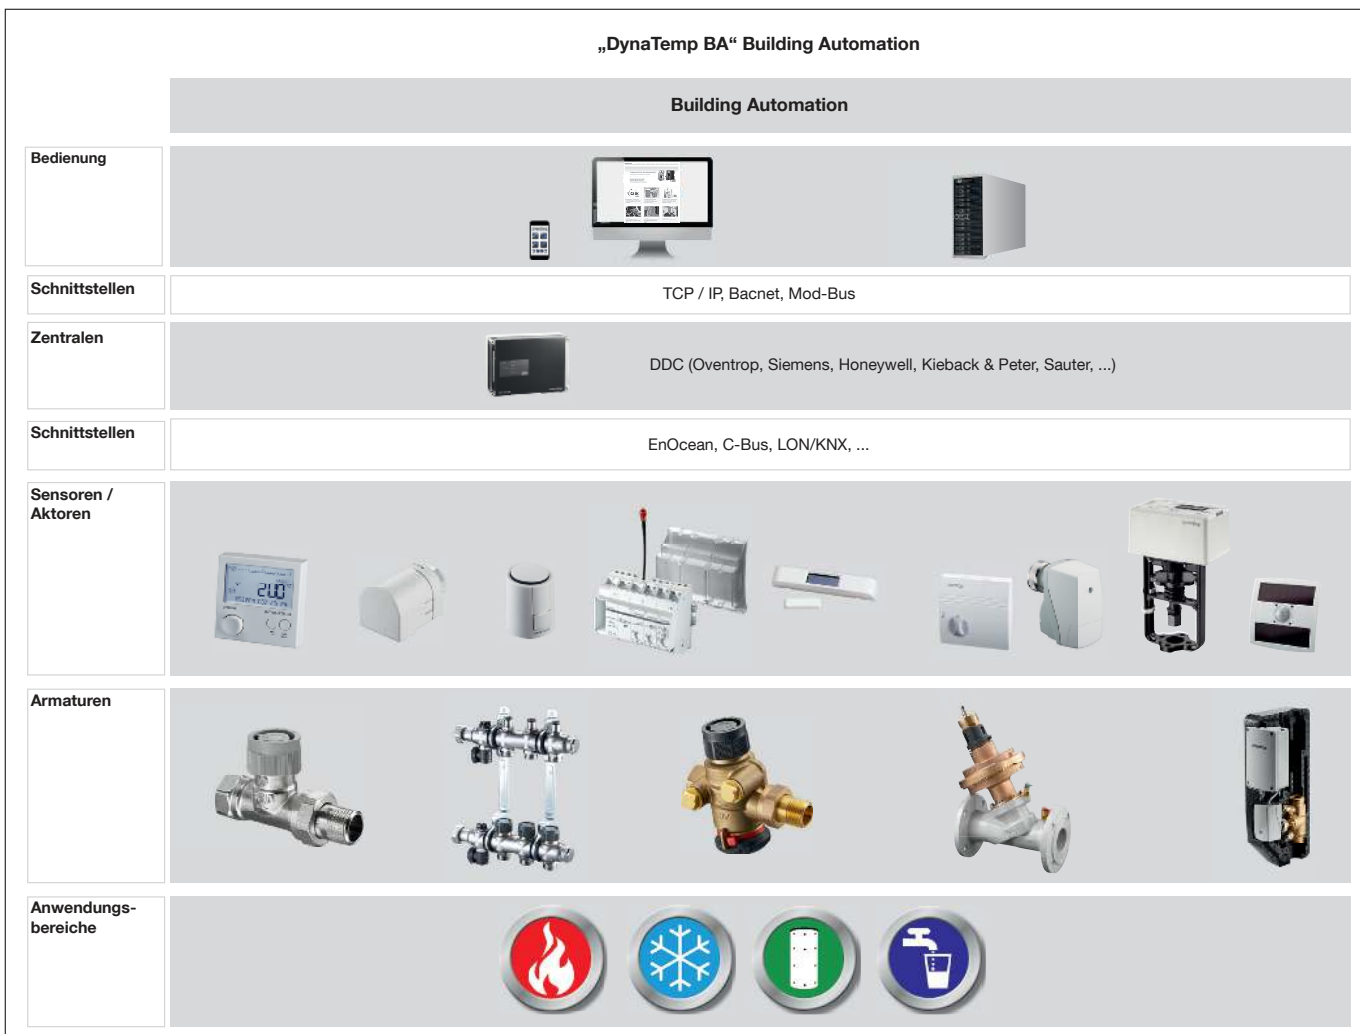 „DynaTemp BA“ Building Automation
Building Automation
Bedienung
Schnittstellen
TCP / IP, Bacnet, Mod-Bus
Zentralen
DDC (Oventrop, Siemens, Honeywell, Kieback & Peter, Sauter, ...)
Schnittstellen
EnOcean, C-Bus, LON/KNX, ...
Sensoren /
Aktoren
Armaturen
Anwendungs-
bereiche